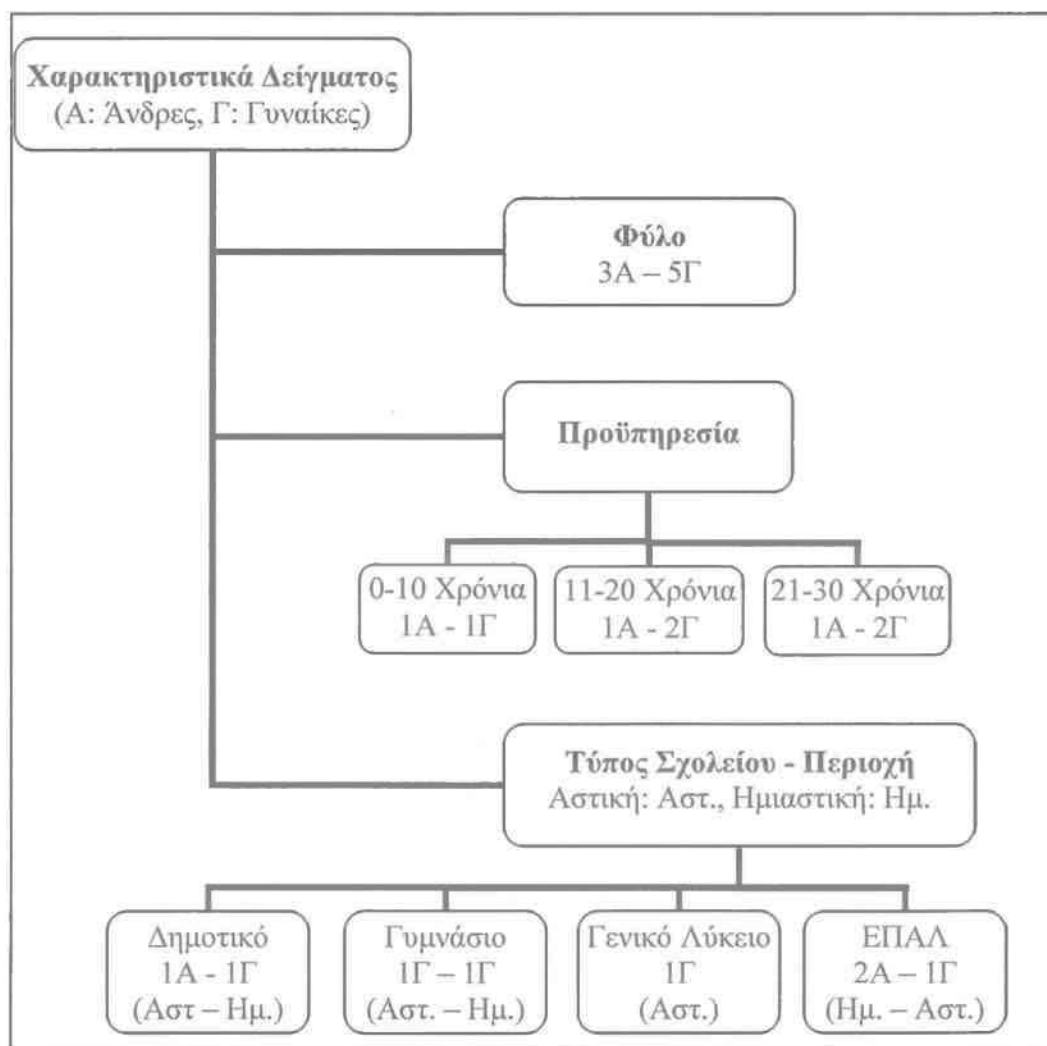 Χαρακτηριστικά Δείγματος
(Α: Άνδρες, Γ: Γυναίκες)
Φύλο
3Α – 5Γ
Προϋπηρεσία
0-10 Χρόνια
1Α - 1Γ
11-20 Χρόνια
1Α - 2Γ
21-30 Χρόνια
1Α - 2Γ
Τύπος Σχολείου - Περιοχή
Αστική: Αστ., Ημιαστική: Ημ.
Δημοτικό
1Α - 1Γ
(Αστ – Ημ.)
Γυμνάσιο
1Γ – 1Γ
(Αστ. – Ημ.)
Γενικό Λύκειο
1Γ
(Αστ.)
ΕΠΑΛ
2Α – 1Γ
(Ημ. – Αστ.)